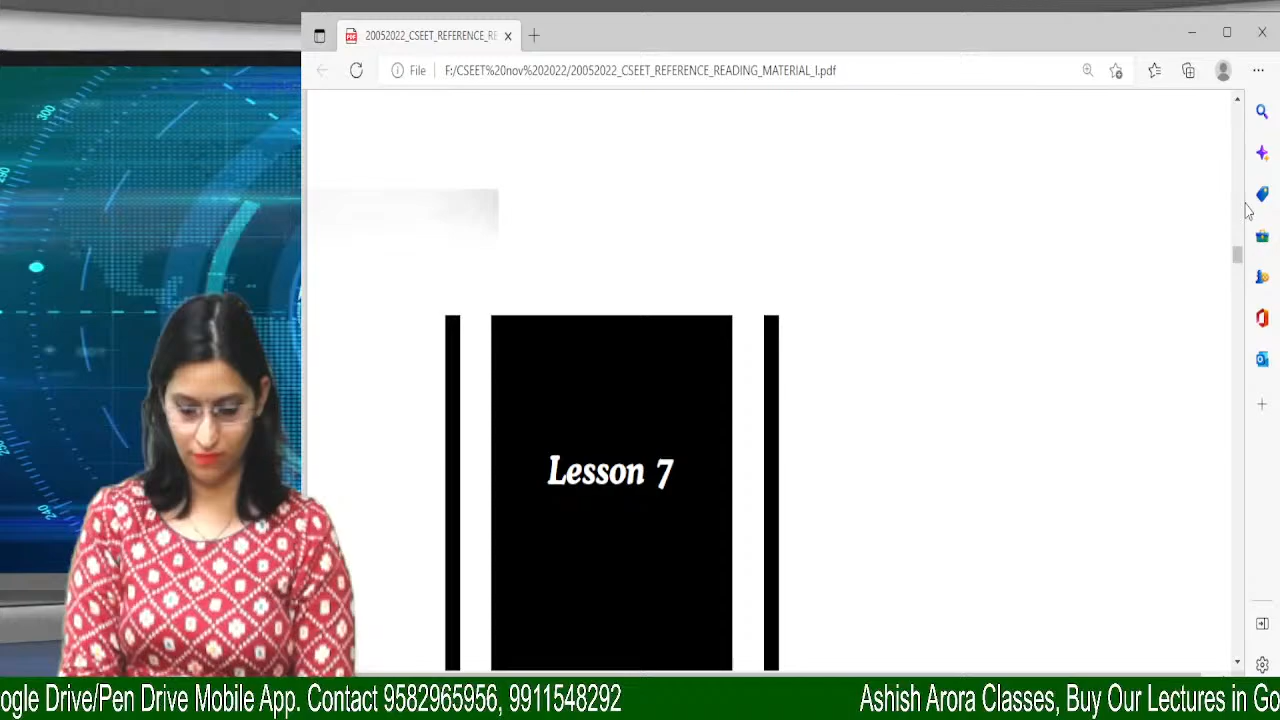 20052022_CSEET_REFERENCE_RE
File
F:/CSEET%20nov%202022/20052022_CSEET_REFERENCE_READING_MATERIAL_I.pdf
Lesson 7
ogle Drive/Pen Drive Mobile App. Contact 9582965956, 9911548292
Ashish Arora Classes, Buy Our Lectures in Go